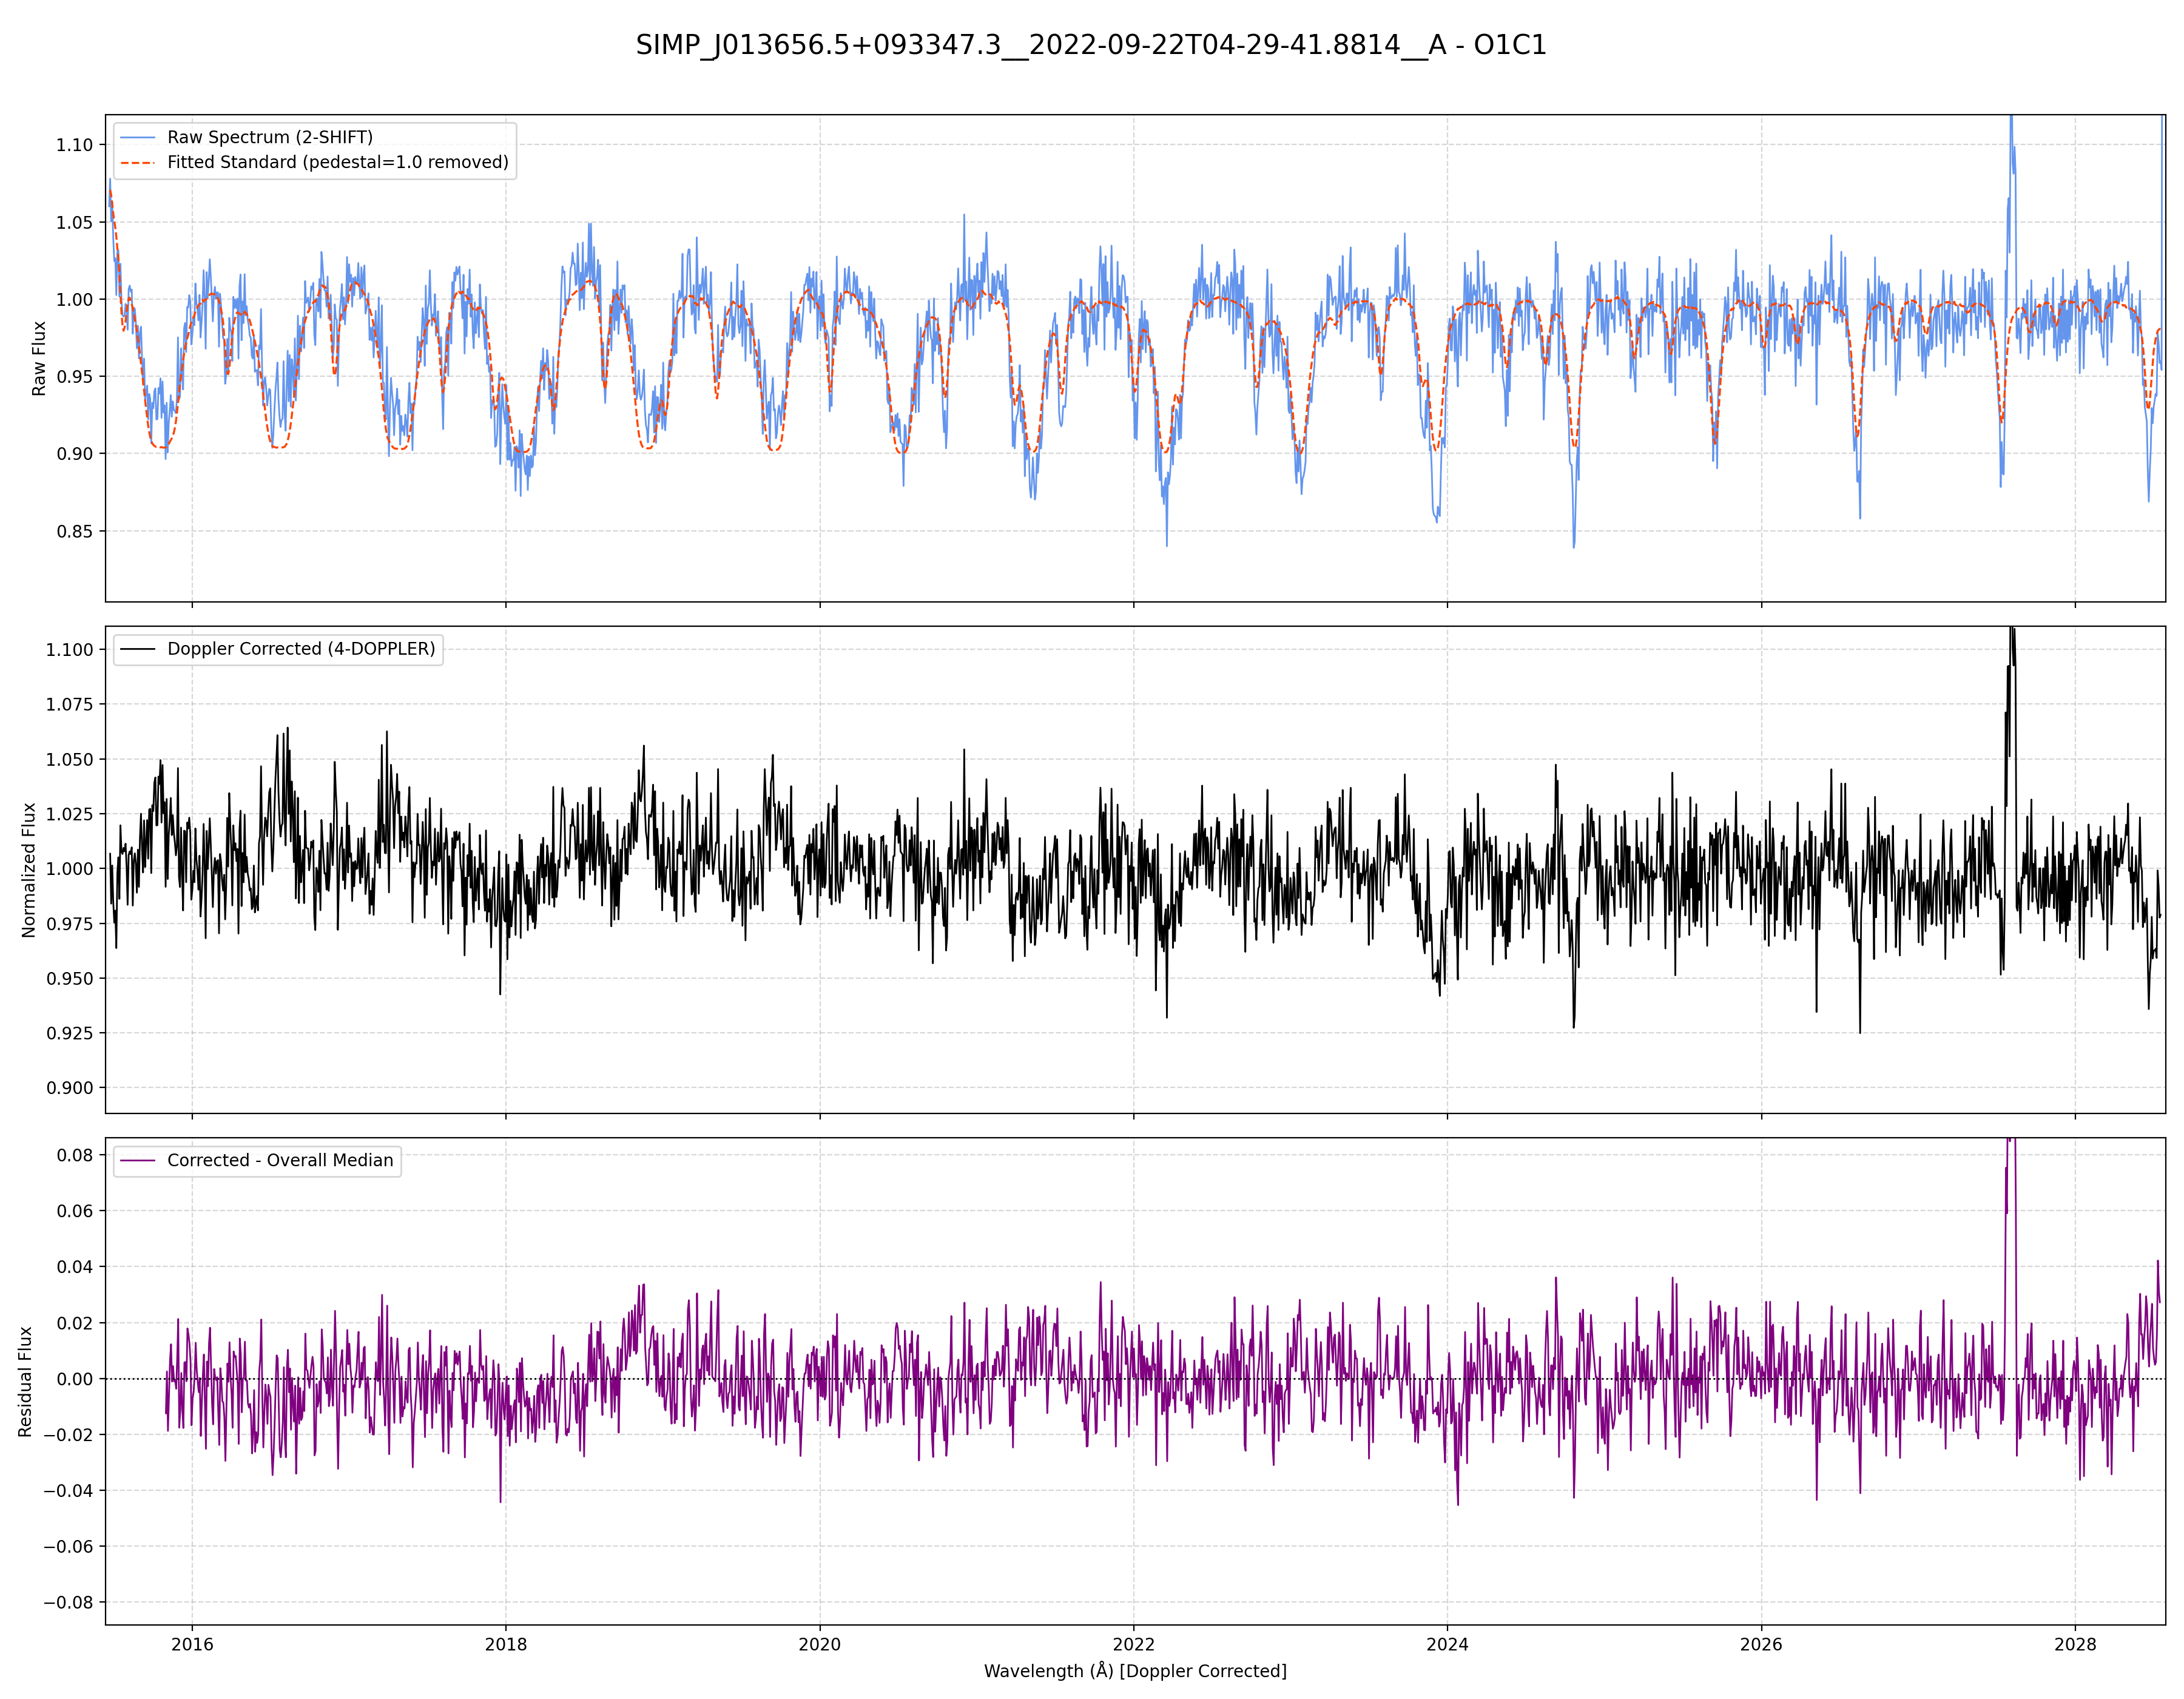 SIMP_J013656.5+093347.3__2022-09-22T04-29-41.8814__A - O1C1
Raw Spectrum (2-SHIFT)
Fitted Standard (pedestal=1.0 removed)
Raw Flux
1.10
1.05
1.00
0.95
0.90
0.85
Doppler Corrected (4-DOPPLER)
Normalized Flux
1.100
1.075
1.050
1.025
1.000
0.975
0.950
0.925
0.900
Corrected - Overall Median
Residual Flux
0.08
0.06
0.04
0.02
0.00
−0.02
−0.04
−0.06
−0.08
2016 2018 2020 2022 2024 2026 2028
Wavelength (Å) [Doppler Corrected]